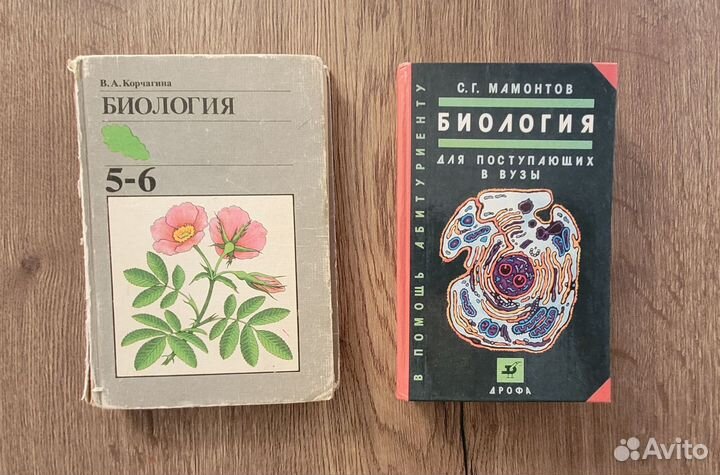 В. А. Корчагина
БИОЛОГИЯ
5-6
С.Г. МАМОНТОВ
БИОЛОГИЯ
ДЛЯ ПОСТУПАЮЩИХ
В ВУЗЫ
В ПОМОЩЬ АБИТУРИЕНТУ
ДРОФА
Avito